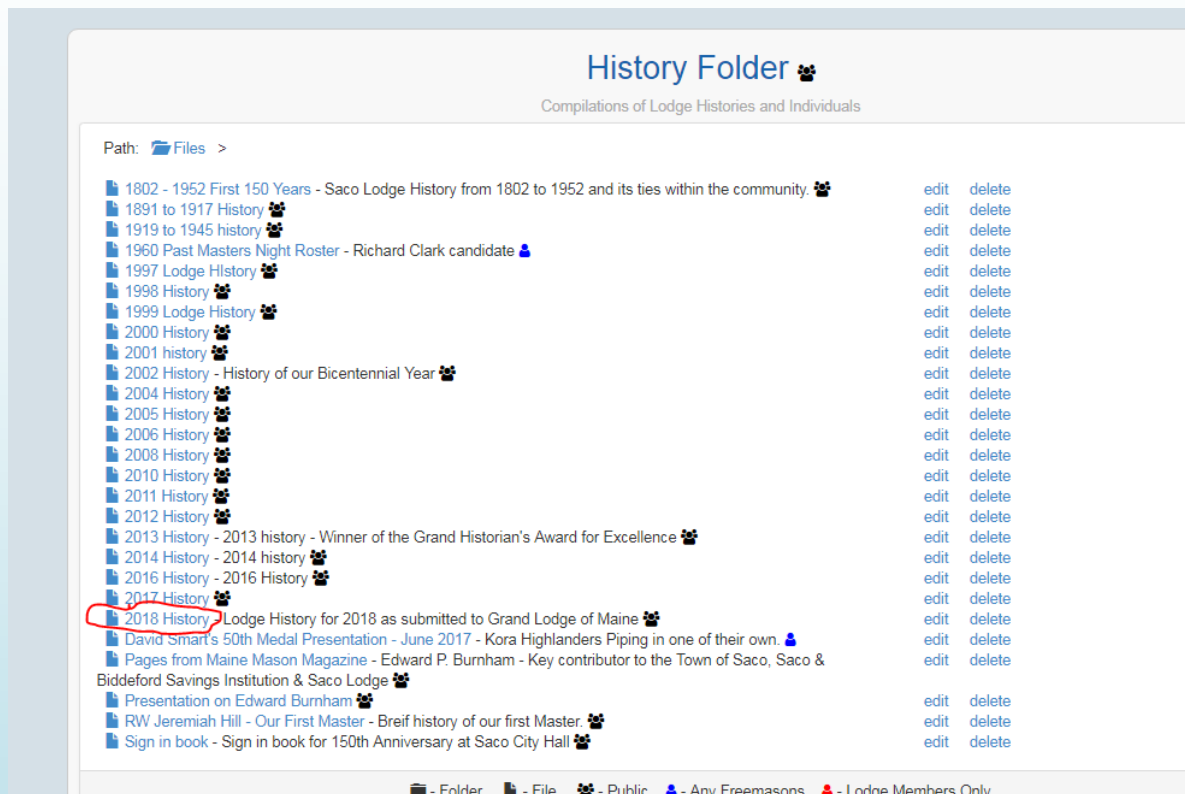 History Folder
Compilations of Lodge Histories and Individuals
Path: Files >
1802 - 1952 First 150 Years - Saco Lodge History from 1802 to 1952 and its ties within the community. edit delete
1891 to 1917 History edit delete
1919 to 1945 history edit delete
1960 Past Masters Night Roster - Richard Clark candidate edit delete
1997 Lodge HIstory edit delete
1998 History edit delete
1999 Lodge History edit delete
2000 History edit delete
2001 history edit delete
2002 History - History of our Bicentennial Year edit delete
2004 History edit delete
2005 History edit delete
2006 History edit delete
2008 History edit delete
2010 History edit delete
2011 History edit delete
2012 History edit delete
2013 History - 2013 history - Winner of the Grand Historian's Award for Excellence edit delete
2014 History - 2014 history edit delete
2016 History - 2016 History edit delete
2017 History edit delete
2018 History - Lodge History for 2018 as submitted to Grand Lodge of Maine edit delete
David Smart's 50th Medal Presentation - June 2017 - Kora Highlanders Piping in one of their own. edit delete
Pages from Maine Mason Magazine - Edward P. Burnham - Key contributor to the Town of Saco, Saco & edit delete
Biddeford Savings Institution & Saco Lodge
Presentation on Edward Burnham edit delete
RW Jeremiah Hill - Our First Master - Breif history of our first Master. edit delete
Sign in book - Sign in book for 150th Anniversary at Saco City Hall edit delete
- Folder - File - Public - Any Freemasons - Lodge Members Only